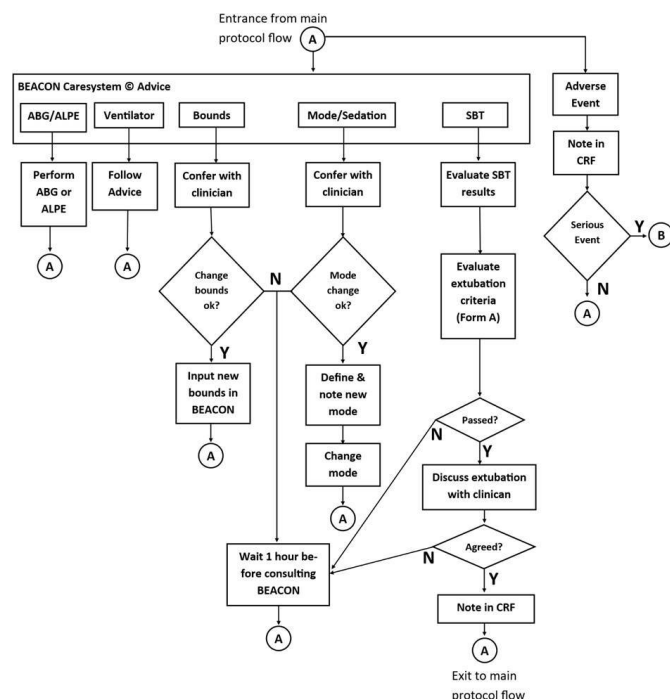 Entrance from main
protocol flow
A
BEACON Caresystem © Advice
ABG/ALPE
Ventilator
Bounds
Mode/Sedation
SBT
Adverse
Event
Perform
ABG or
ALPE
Follow
Advice
Confer with
clinician
Confer with
clinician
Evaluate SBT
results
Note in
CRF
A
A
Change
bounds
ok?
N
Mode
change
ok?
Evaluate
extubation
criteria
(Form A)
Serious
Event
Y
B
N
A
Y
Input new
bounds in
BEACON
A
Y
Define &
note new
mode
Change
mode
A
Passed?
N
Y
Discuss extubation
with clinican
Agreed?
N
Y
Wait 1 hour be-
fore consulting
BEACON
A
Note in CRF
A
Exit to main
protocol flow